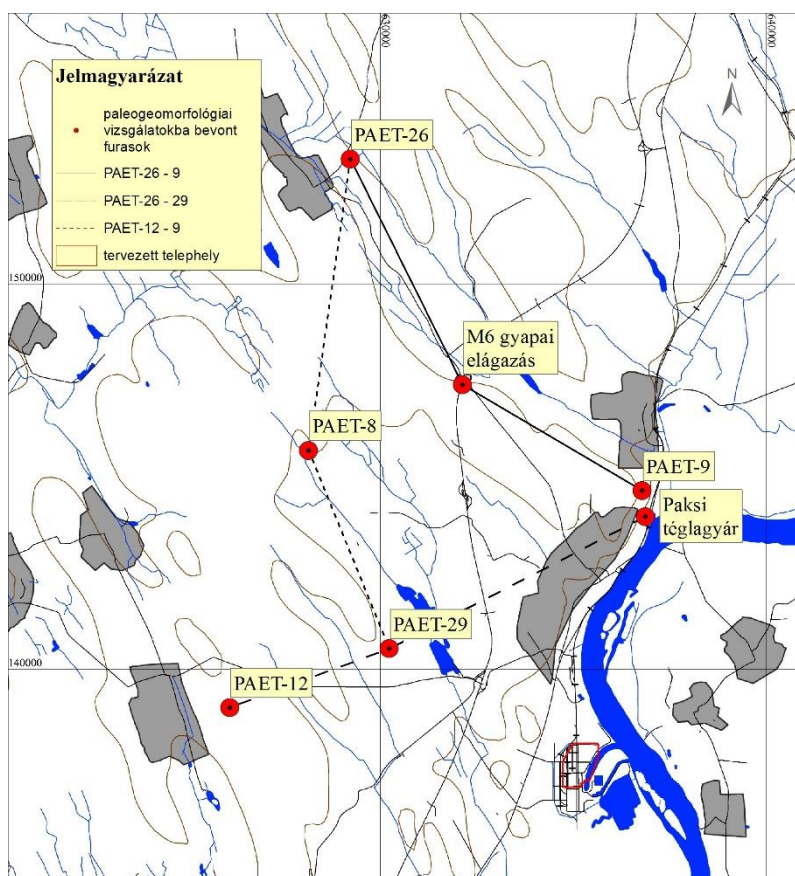 630000
640000
Jelmagyarázat
paleogeomorfológiai
vizsgálatokba bevont
furasok
PAET-26 - 9
PAET-26 - 29
PAET-12 - 9
tervezett telephely
N
PAET-26
150000
M6 gyapai
elágazás
PAET-8
PAET-9
Paksi
téglagyár
PAET-29
140000
PAET-12